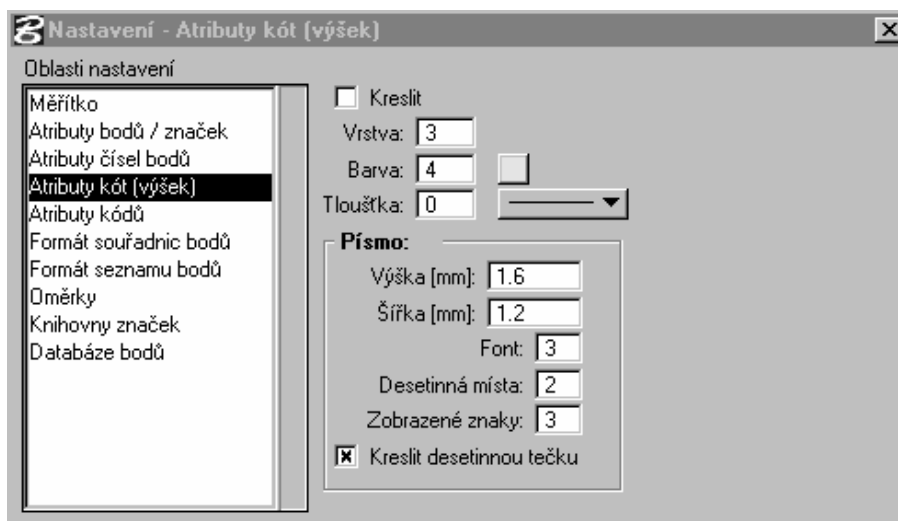 Nastavení - Atributy kót (výšek)
Oblasti nastavení
Měřítko
Atributy bodů / značek
Atributy čísel bodů
Atributy kót (výšek)
Atributy kódů
Formát souřadnic bodů
Formát seznamu bodů
Oměrky
Knihovny značek
Databáze bodů
Kreslit
Vrstva: 3
Barva: 4
Tloušťka: 0
Písmo:
Výška [mm]: 1.6
Šířka [mm]: 1.2
Font: 3
Desetinná místa: 2
Zobrazené znaky: 3
Kreslit desetinnou tečku